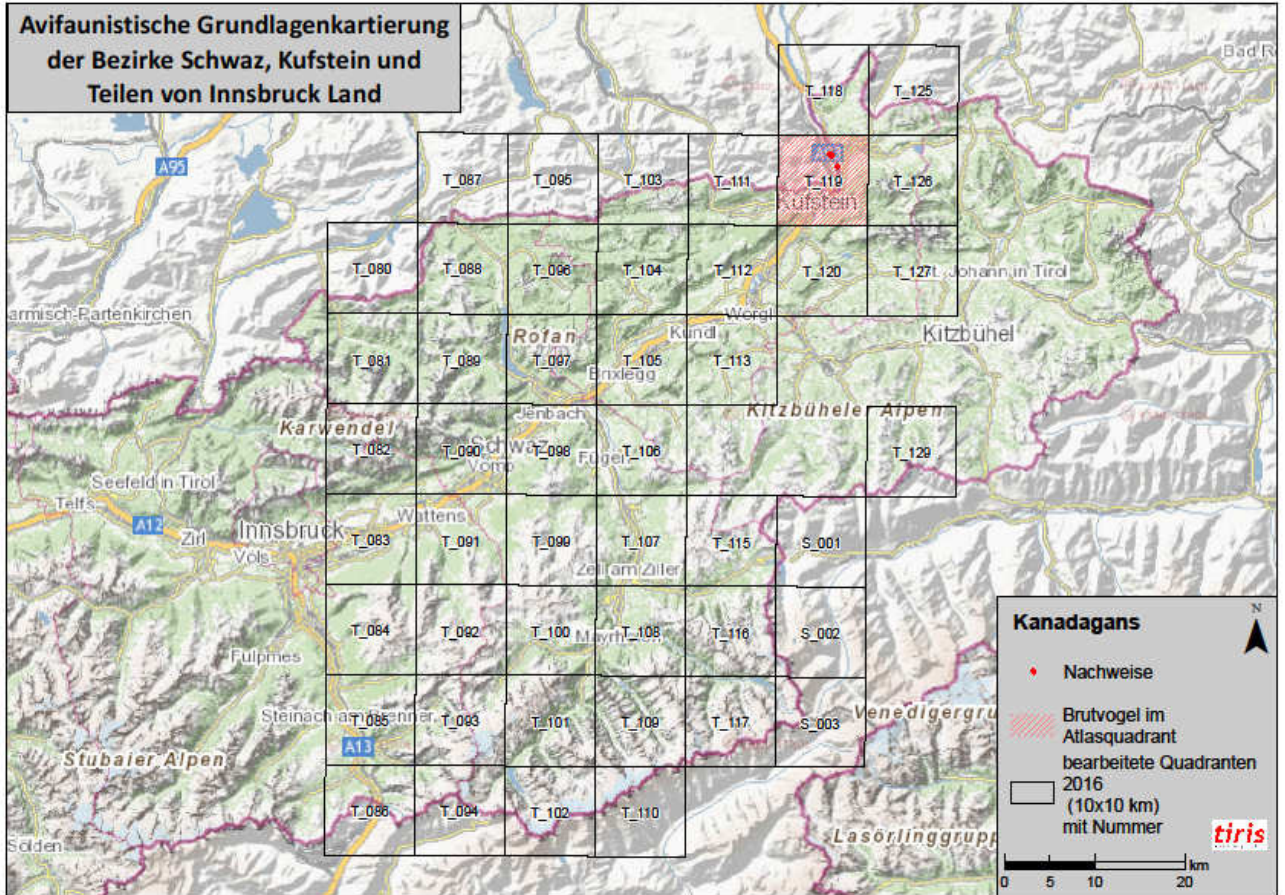 Avifaunistische Grundlagenkartierung
der Bezirke Schwaz, Kufstein und
Teilen von Innsbruck Land
Bad R
T_118
T_125
A95
T_087
T_095
T_103
T_111
T_119
T_126
Kufstein
T_080
T_088
T_096
T_104
T_112
T_120
T_127
t. Johann in Tirol
armisch-Partenkirchen
Wörgl
Kundl
Kitzbühel
Rofan
T_081
T_089
T_097
T_105
T_113
Brixlegg
Jenbach
Kitzbüheler Alpen
Karwendel
Schwaz
T_082
T_090
T_098
T_106
T_129
Vomp
Fügen
Seefeld in Tirol
Telfs
Wattens
A12
Innsbruck
Zirl
Völs
T_083
T_091
T_099
T_107
T_115
S_001
Zell am Ziller
T_084
T_092
T_100
T_108
T_116
S_002
Fulpmes
Steinach am Brenner
T_085
T_093
T_101
T_109
T_117
S_003
Venedigergru
A13
Stubaier Alpen
T_086
T_094
T_102
T_110
Lasörlinggrupp
Kanadagans
N
Nachweise
Brutvogel im
Atlasquadrant
bearbeitete Quadranten
2016
(10x10 km)
mit Nummer
tiris
km
0 5 10 20